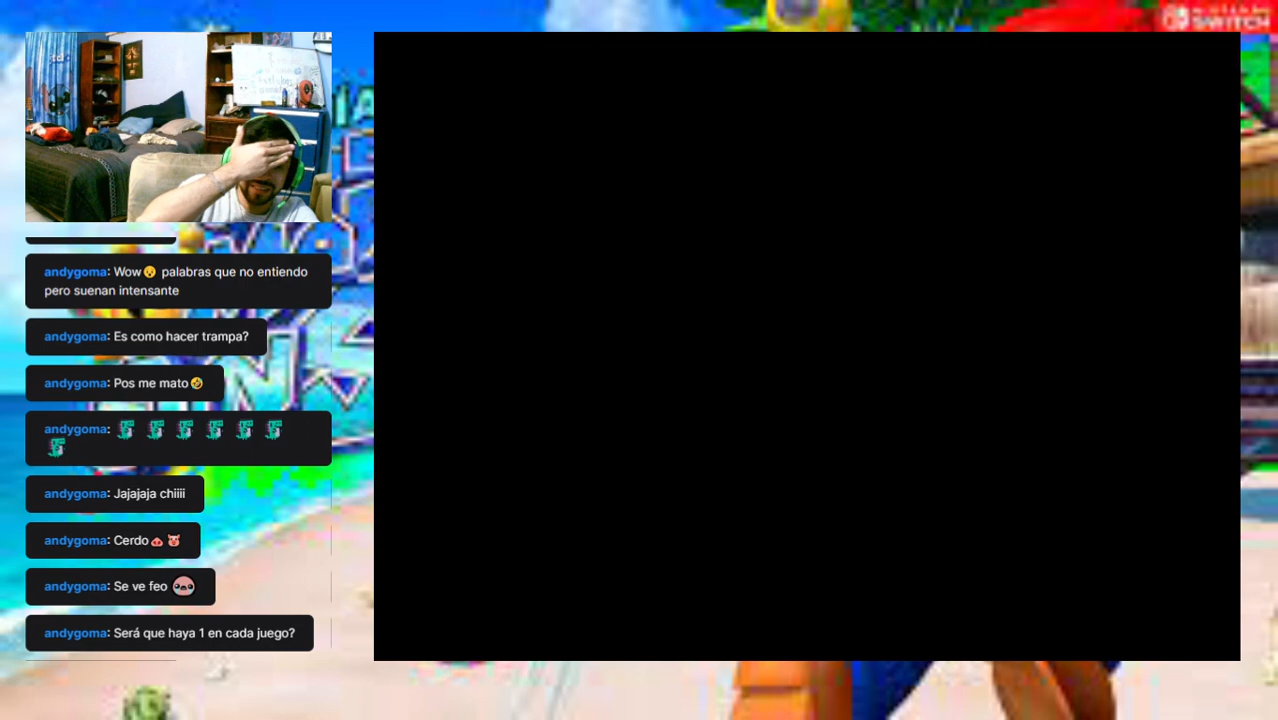 SWITCH
andygoma: Wow😮 palabras que no entiendo
pero suenan intensante
andygoma: Es como hacer trampa?
andygoma: Pos me mato🤣
andygoma:
andygoma: Jajajaja chiiii
andygoma: Cerdo🐽 🐷
andygoma: Se ve feo
andygoma: Será que haya 1 en cada juego?